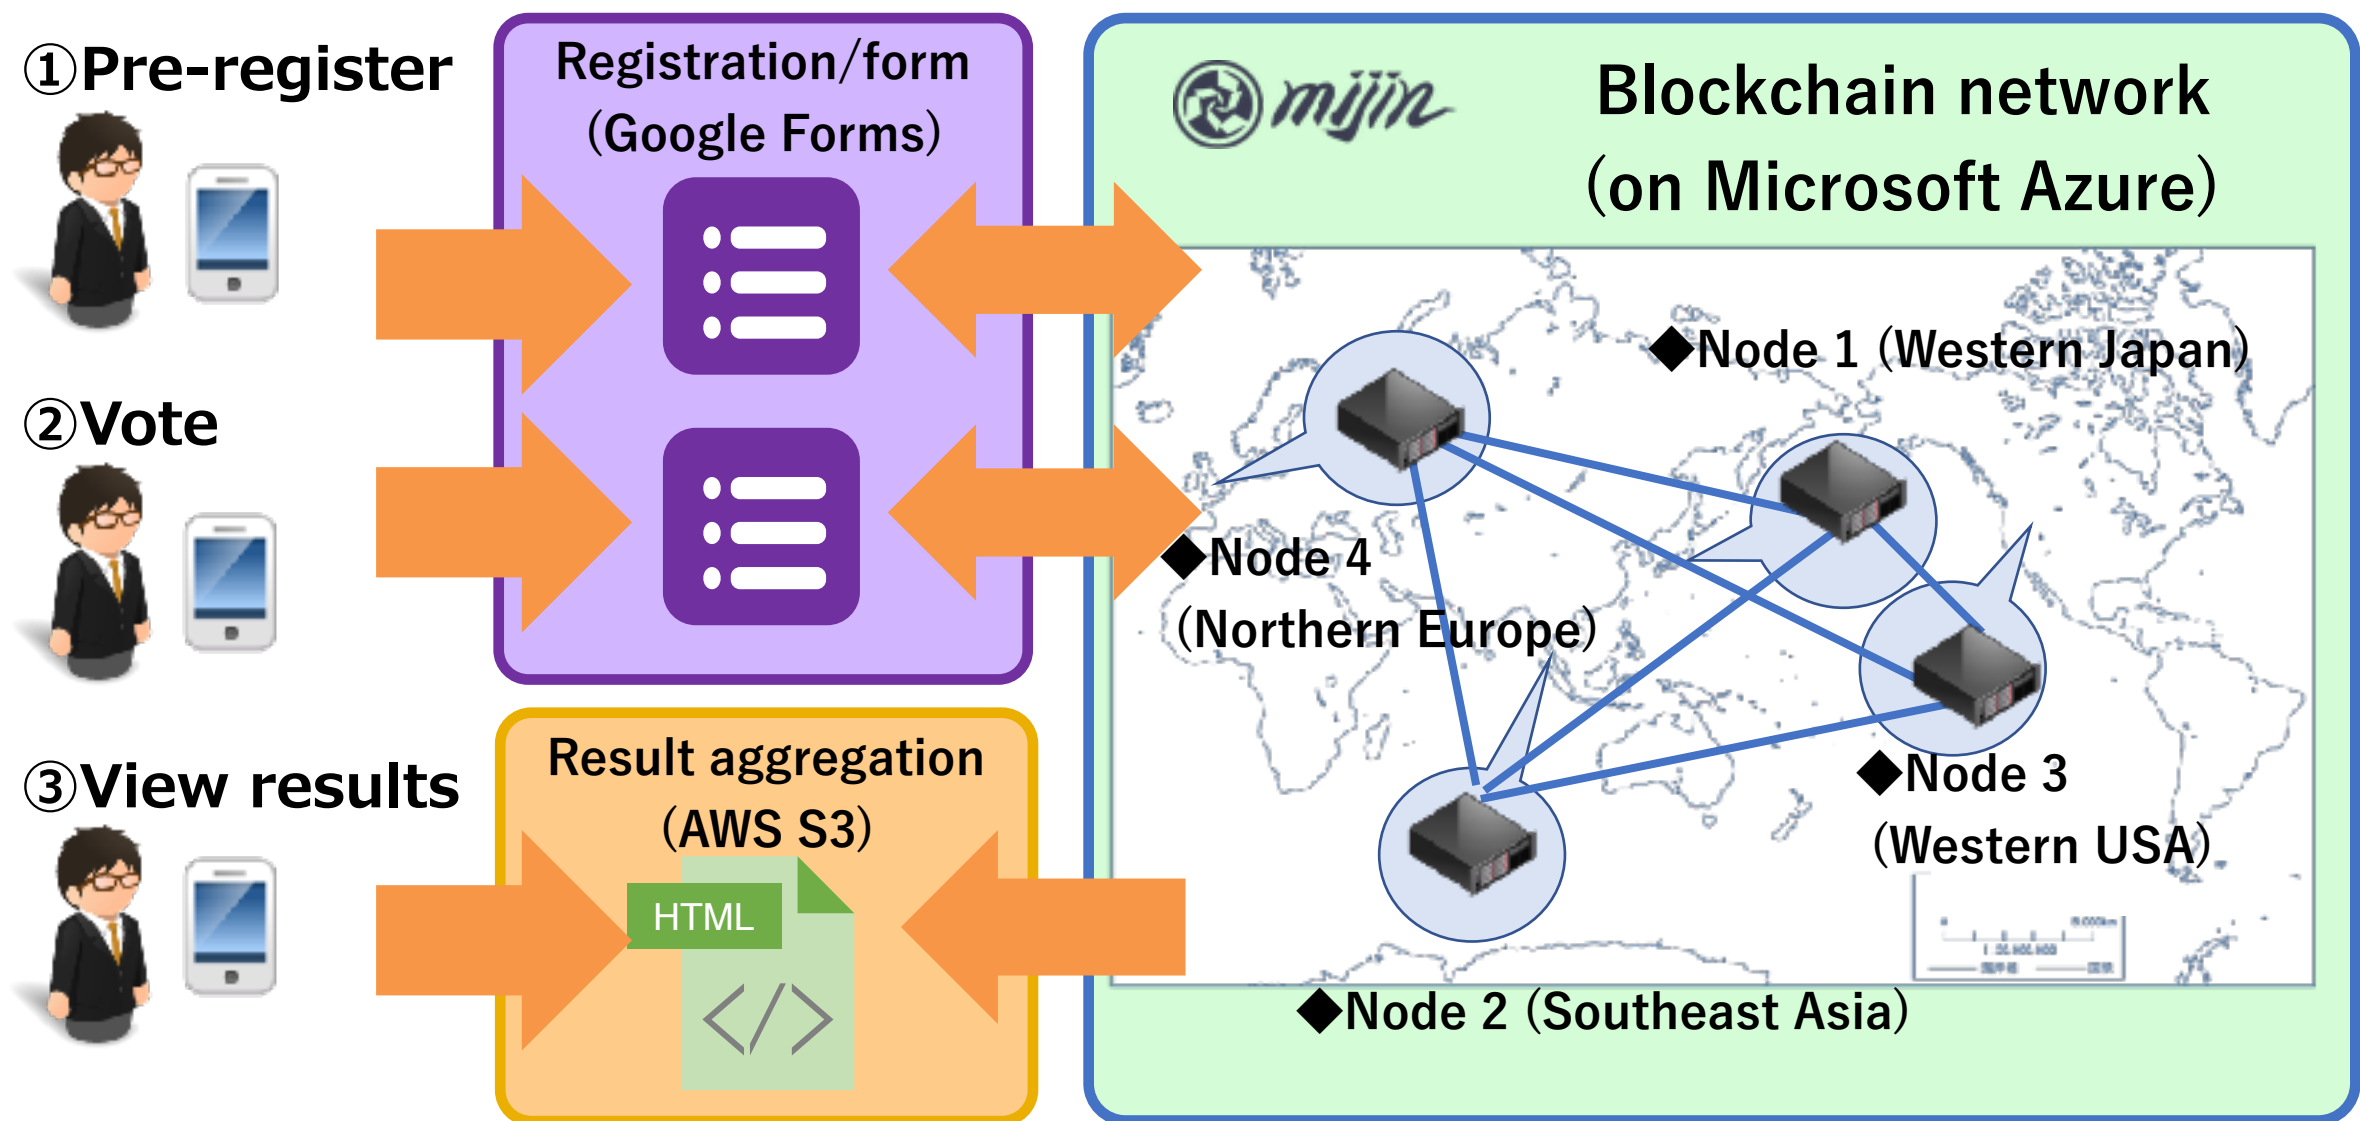 ①Pre-register
Registration/form
(Google Forms)
mijin
Blockchain network
(on Microsoft Azure)
◆Node 1 (Western Japan)
②Vote
◆Node 4
(Northern Europe)
③View results
Result aggregation
(AWS S3)
HTML
</>
◆Node 3
(Western USA)
◆Node 2 (Southeast Asia)